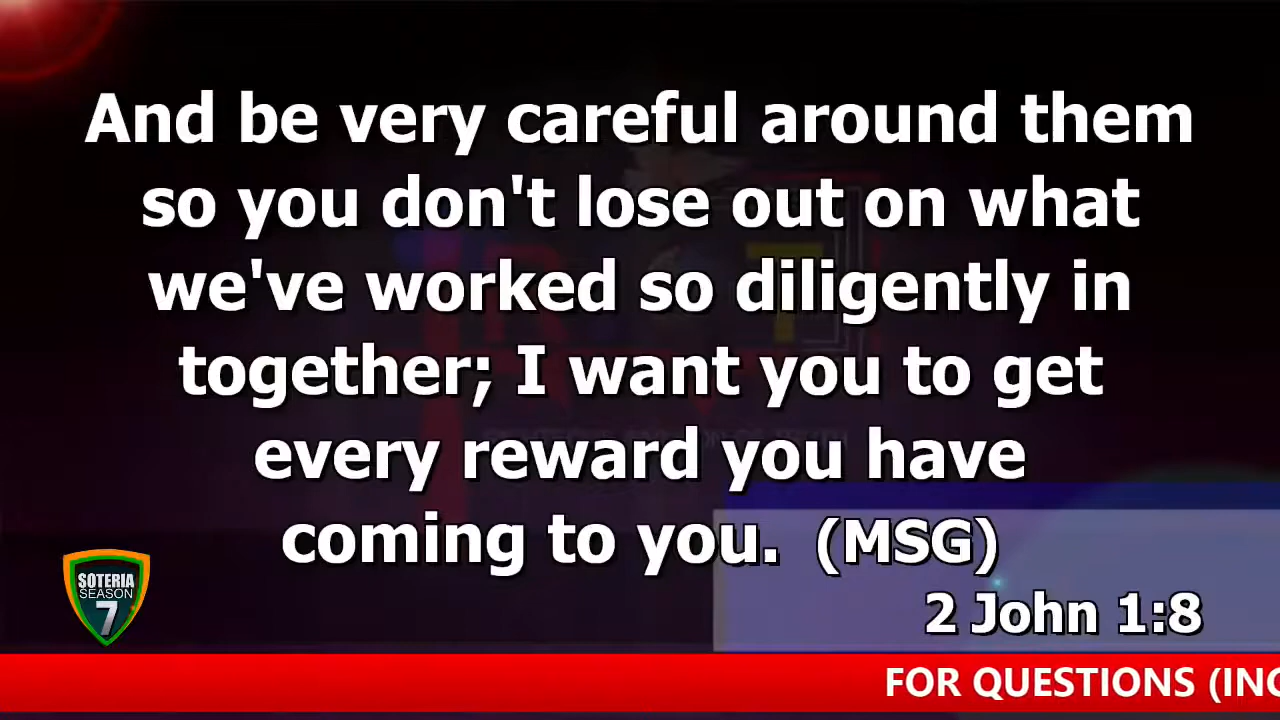 And be very careful around them
so you don't lose out on what
we've worked so diligently in
together; I want you to get
every reward you have
coming to you. (MSG)
2 John 1:8
SOTERIA
SEASON
7
FOR QUESTIONS